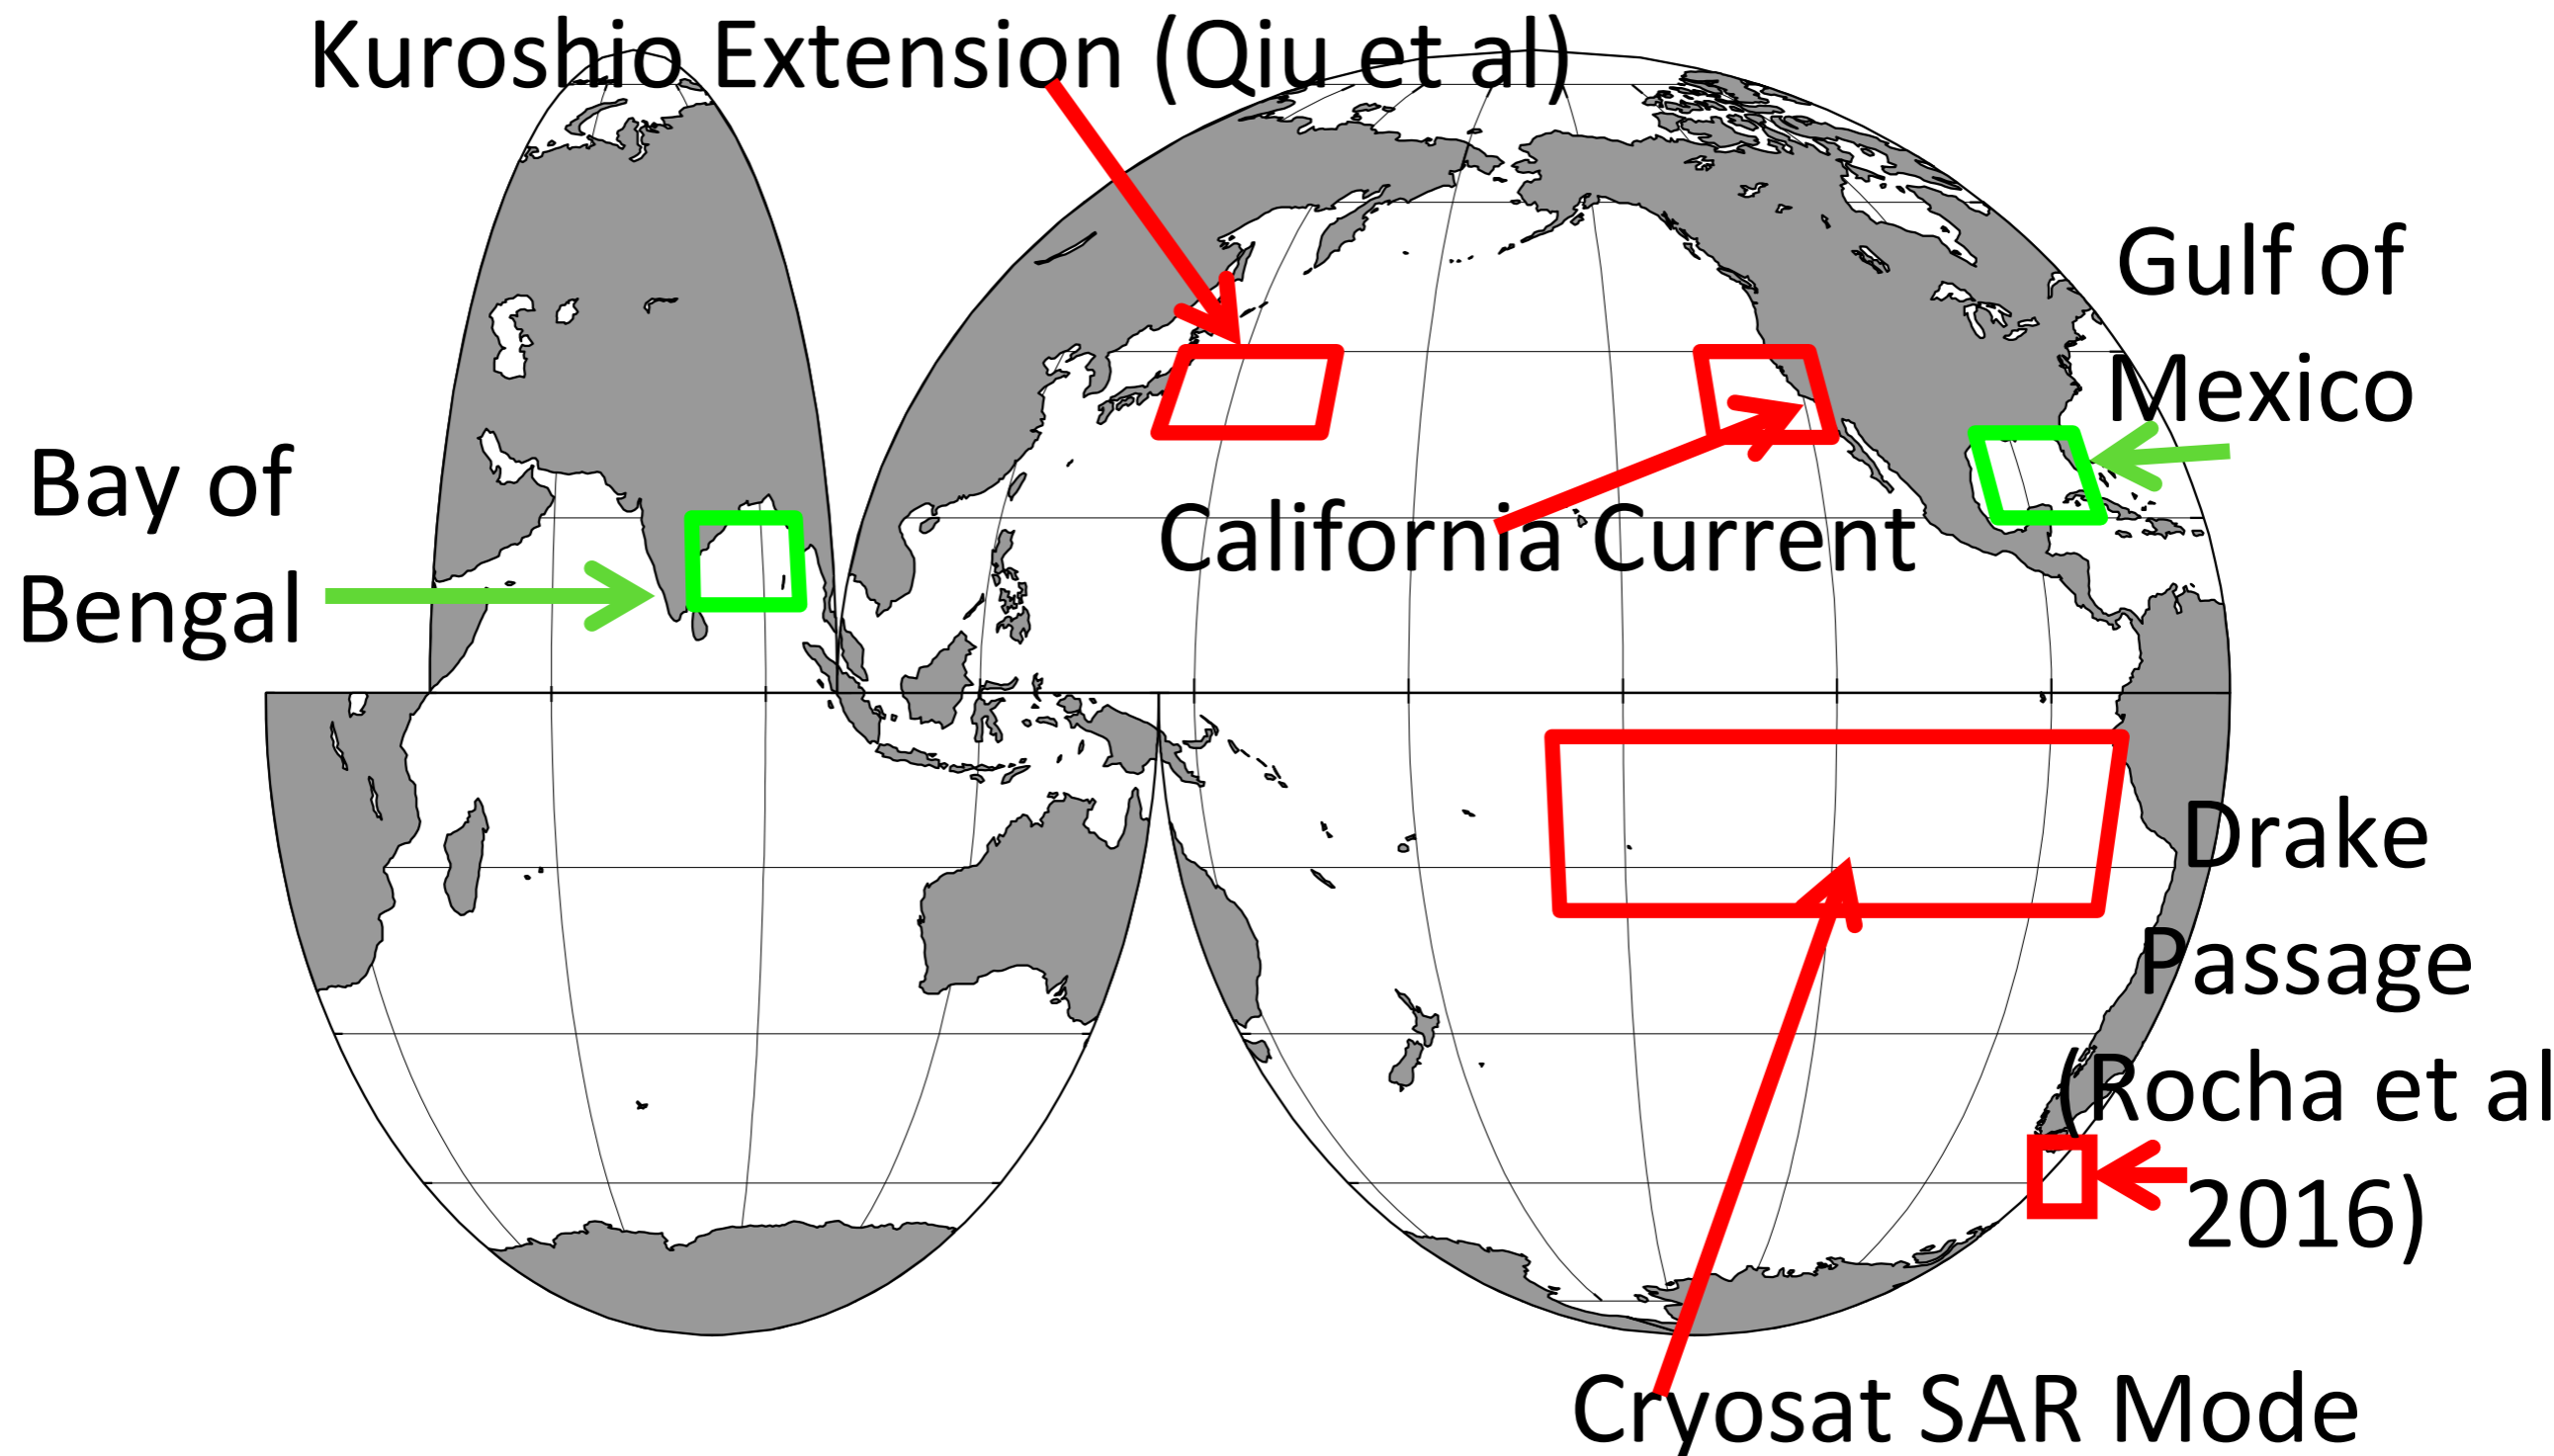 Kuroshio Extension (Qiu et al)
Gulf of
Mexico
Bay of
Bengal
California Current
Drake
Passage
(Rocha et al
2016)
Cryosat SAR Mode